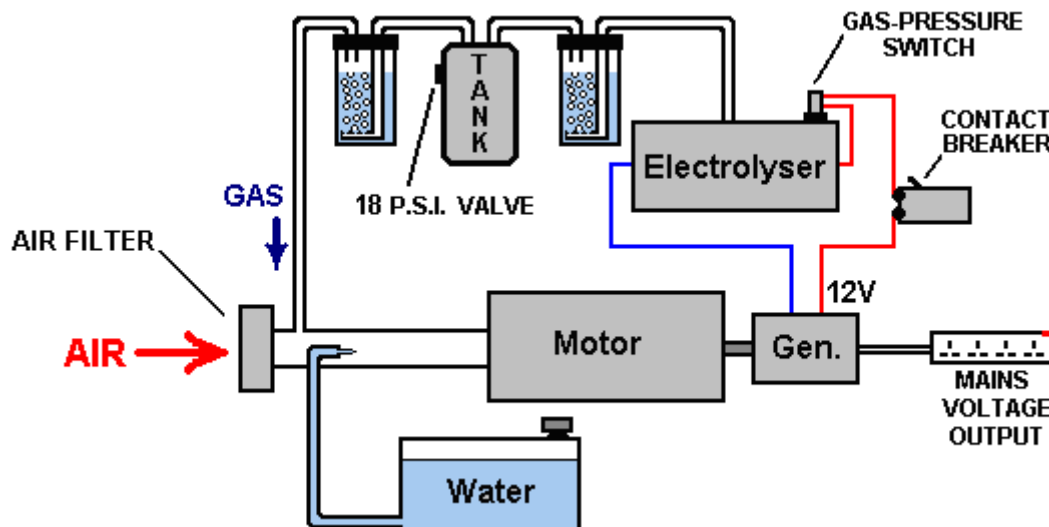 GAS-PRESSURE
SWITCH
T
A
N
K
CONTACT
BREAKER
Electrolyser
18 P.S.I. VALVE
GAS
AIR FILTER
12V
AIR
Motor
Gen.
MAINS
VOLTAGE
OUTPUT
Water